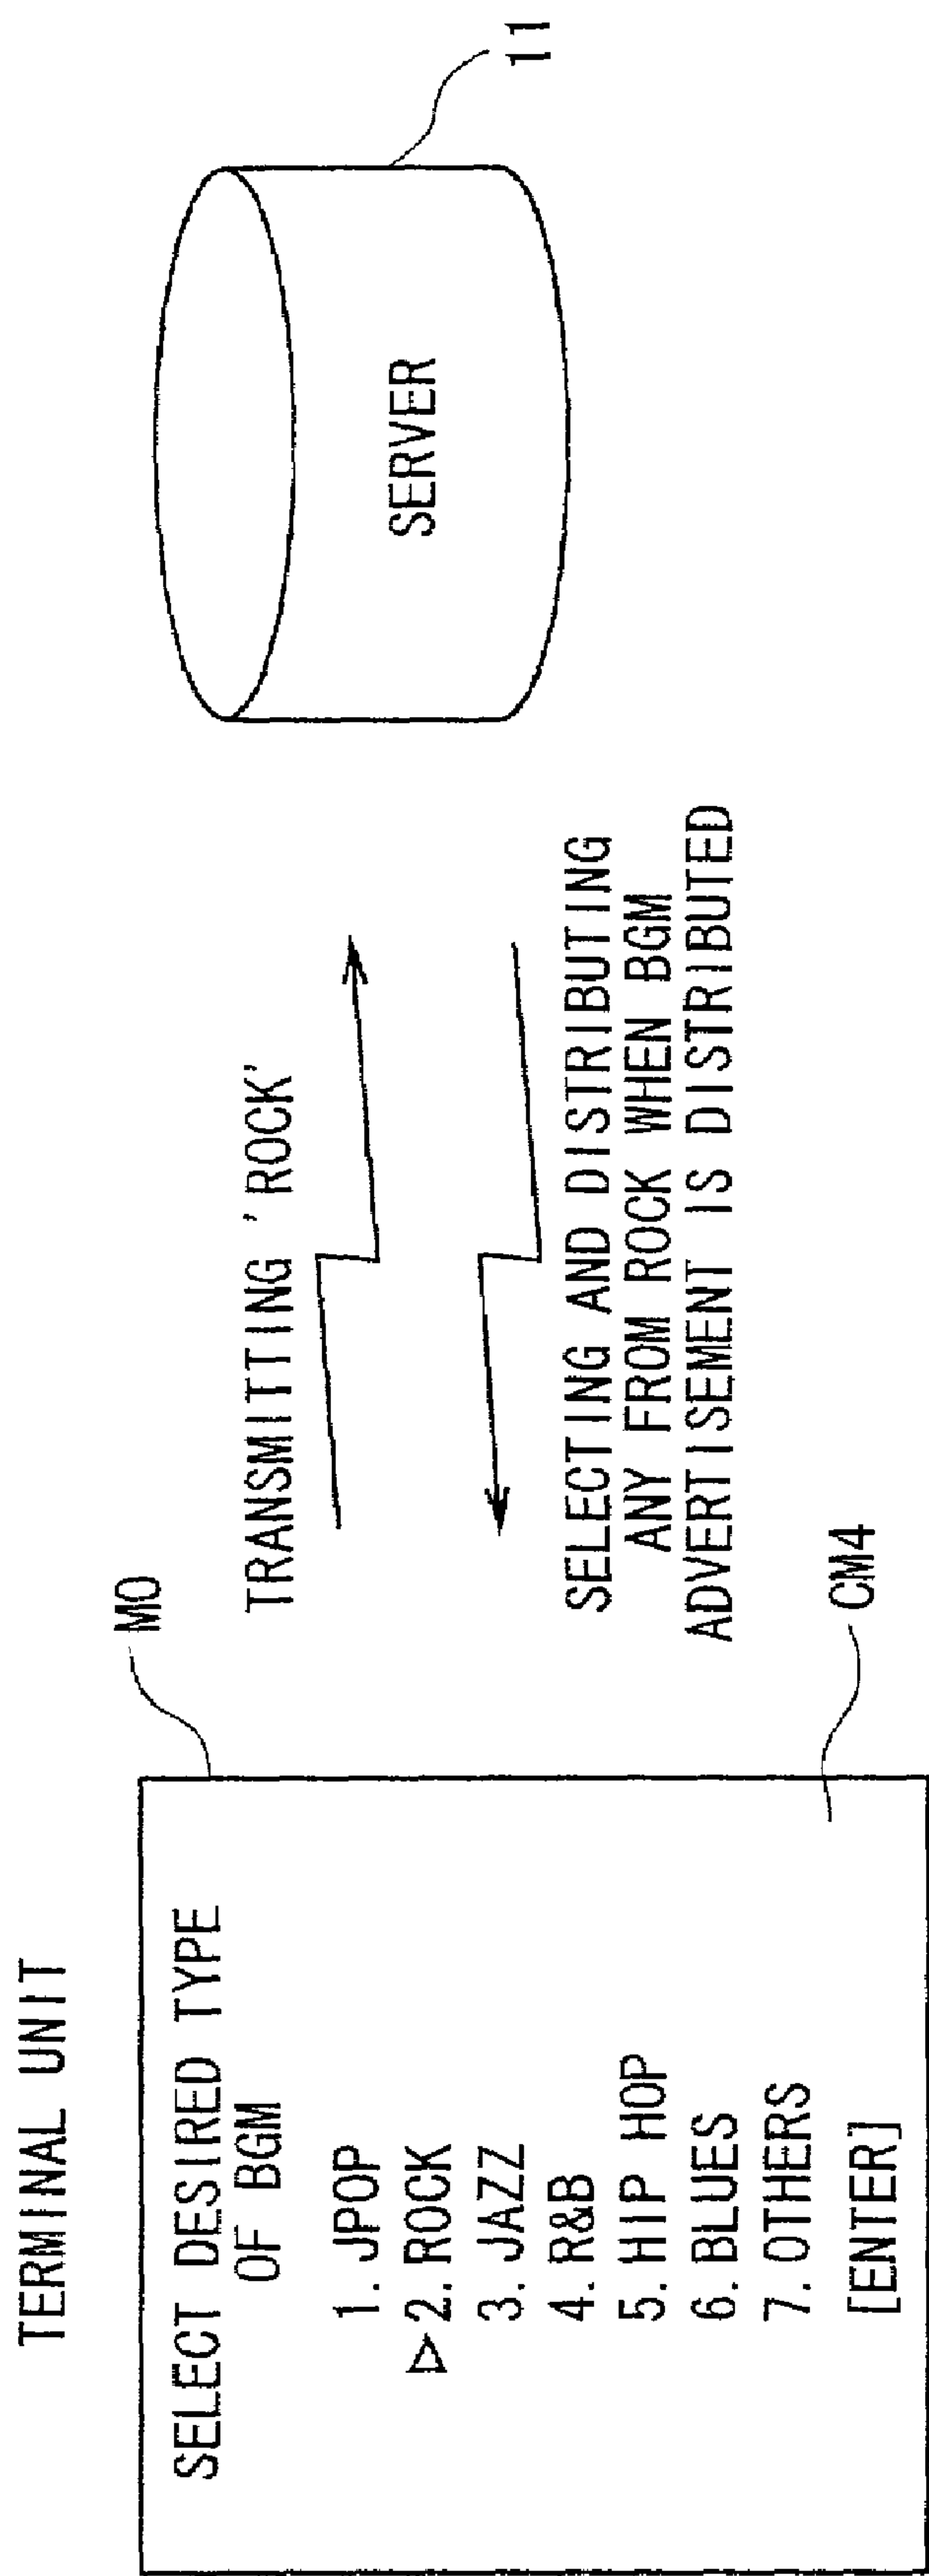 TERMINAL UNIT
MO
SELECT DESIRED TYPE
OF BGM
1. JPOP
▷ 2. ROCK
3. JAZZ
4. R&B
5. HIP HOP
6. BLUES
7. OTHERS
[ENTER]
CM4
TRANSMITTING 'ROCK'
SELECTING AND DISTRIBUTING
ANY FROM ROCK WHEN BGM
ADVERTISEMENT IS DISTRIBUTED
SERVER
11